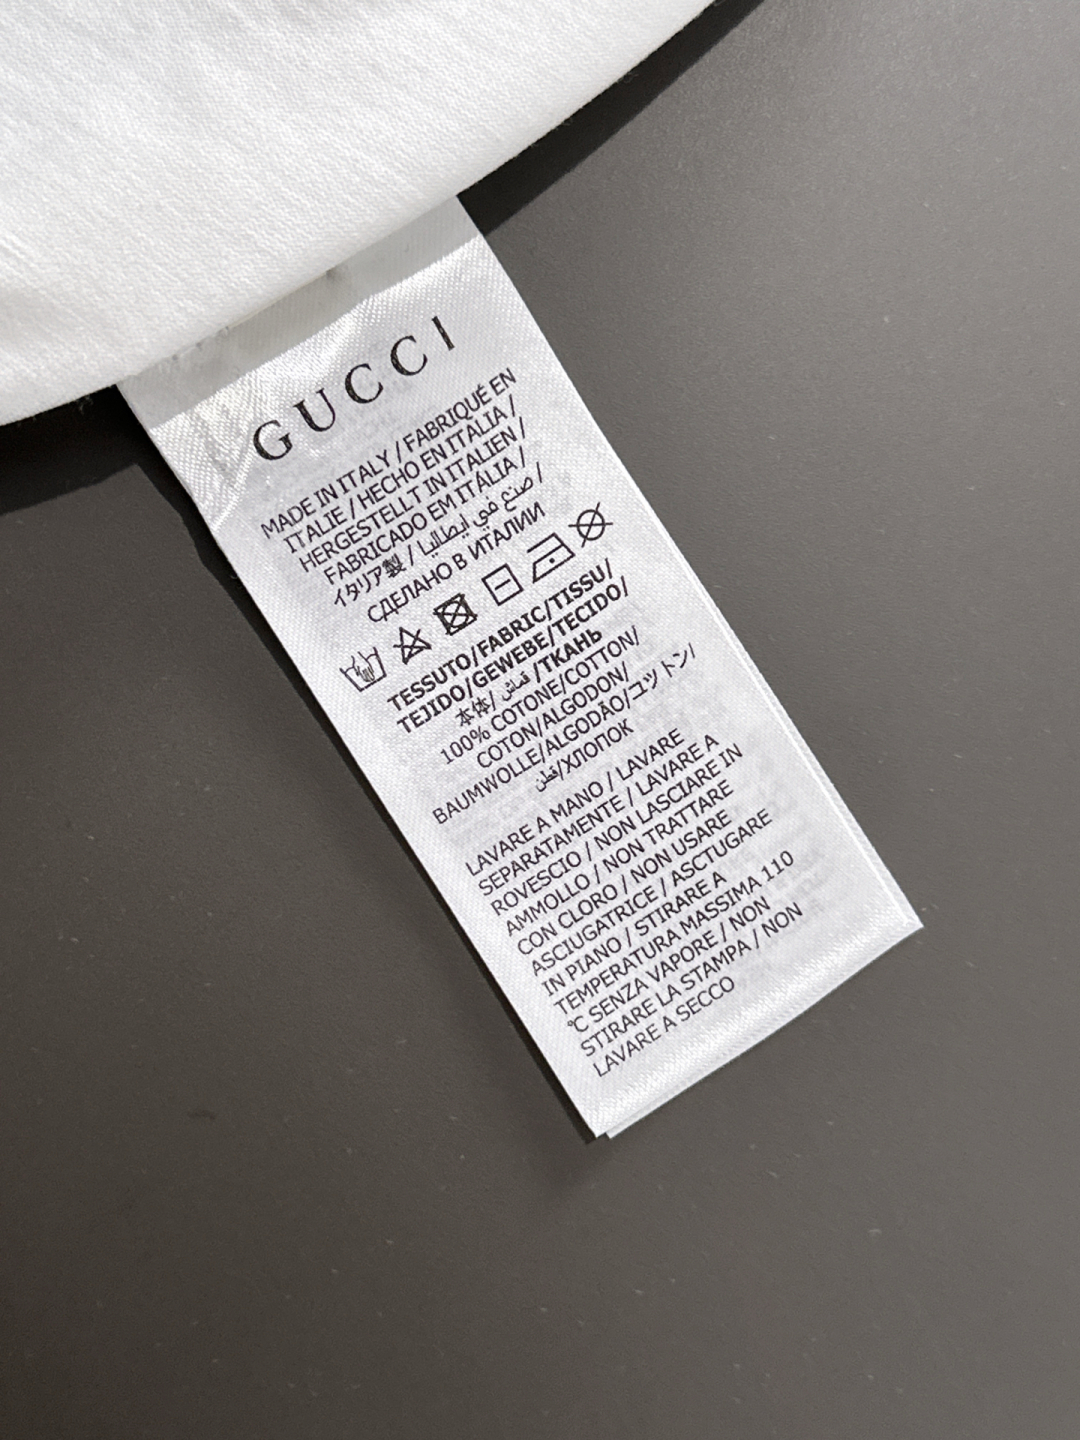 GUCCI
MADE IN ITALY / FABRIQUÉ EN
ITALIE / HECHO EN ITALIA /
HERGESTELLT IN ITALIEN /
FABRICADO EM ITÁLIA /
イタリア製 / صنع في ايطاليا /
СДЕЛАНО В ИТАЛИИ
TESSUTO/FABRIC/TISSU/
TEJIDO/GEWEBE/TECIDO/
本体/ قماش /ТКАНЬ
100% COTONE/COTTON/
COTON/ALGODON/
BAUMWOLLE/ALGODÃO/コットン/
قطن/ХЛОПОК
LAVARE A MANO / LAVARE
SEPARATAMENTE / LAVARE A
ROVESCIO / NON LASCIARE IN
AMMOLLO / NON TRATTARE
CON CLORO / NON USARE
ASCIUGATRICE / ASCTUGARE
IN PIANO / STIRARE A
TEMPERATURA MASSIMA 110
℃ SENZA VAPORE / NON
STIRARE LA STAMPA / NON
LAVARE A SECCO